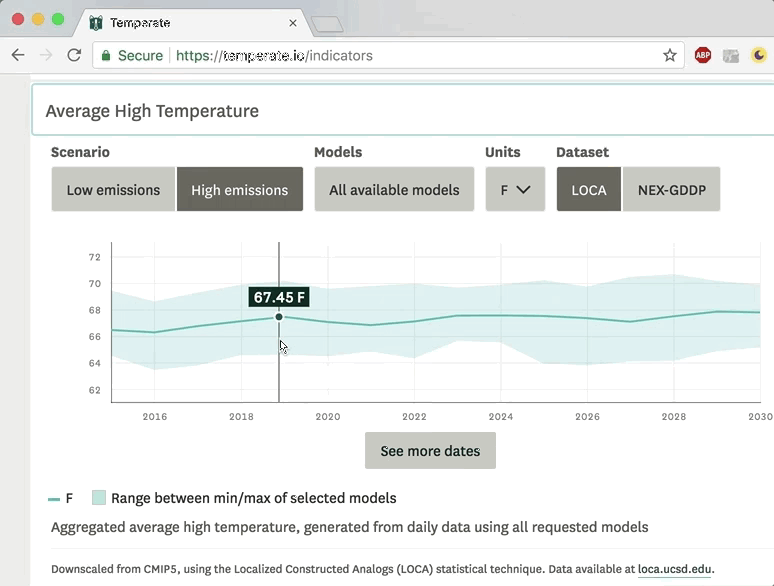 Temperate
Secure https://temperate.io/indicators
ABP
Average High Temperature
Scenario Models Units Dataset
Low emissions High emissions All available models F LOCA NEX-GDDP
72
70
67.45 F
68
66
64
62
2016 2018 2020 2022 2024 2026 2028 2030
See more dates
F Range between min/max of selected models
Aggregated average high temperature, generated from daily data using all requested models
Downscaled from CMIP5, using the Localized Constructed Analogs (LOCA) statistical technique. Data available at loca.ucsd.edu.